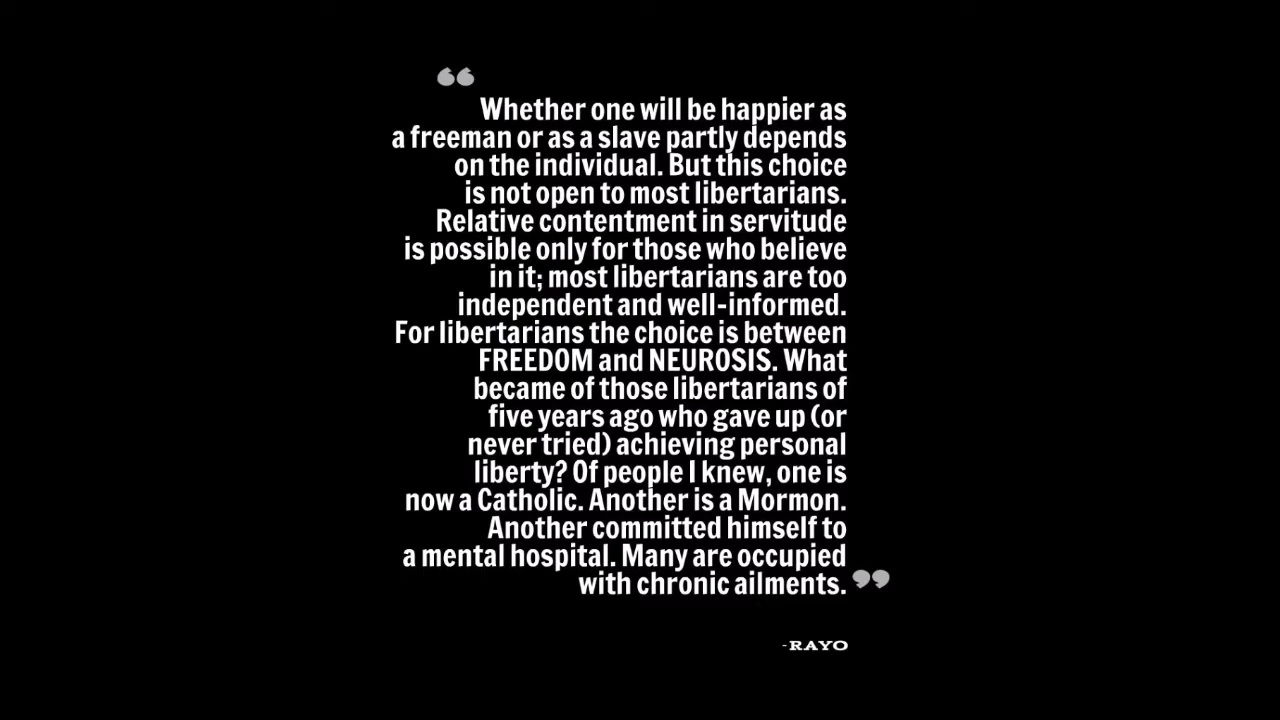 “
Whether one will be happier as
a freeman or as a slave partly depends
on the individual. But this choice
is not open to most libertarians.
Relative contentment in servitude
is possible only for those who believe
in it; most libertarians are too
independent and well-informed.
For libertarians the choice is between
FREEDOM and NEUROSIS. What
became of those libertarians of
five years ago who gave up (or
never tried) achieving personal
liberty? Of people I knew, one is
now a Catholic. Another is a Mormon.
Another committed himself to
a mental hospital. Many are occupied
with chronic ailments. ”
-RAYO